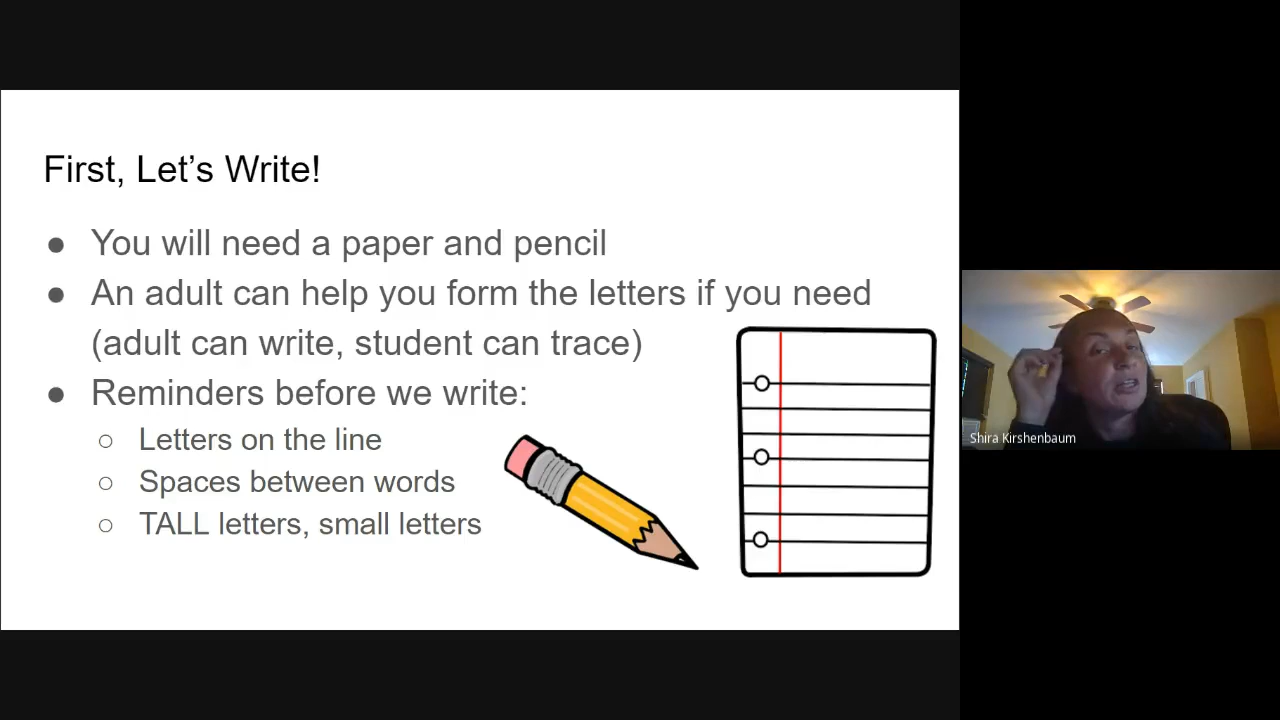 First, Let’s Write!
● You will need a paper and pencil
● An adult can help you form the letters if you need
(adult can write, student can trace)
● Reminders before we write:
○ Letters on the line
○ Spaces between words
○ TALL letters, small letters
Shira Kirshenbaum